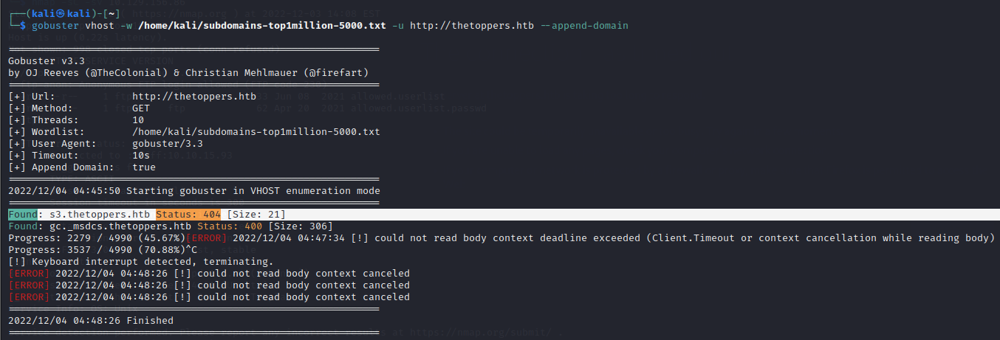 ┌──(kali㉿kali)-[~]
└─$ gobuster vhost -w /home/kali/subdomains-top1million-5000.txt -u http://thetoppers.htb --append-domain
===============================================================
Gobuster v3.3
by OJ Reeves (@TheColonial) & Christian Mehlmauer (@firefart)
===============================================================
[+] Url: http://thetoppers.htb
[+] Method: GET
[+] Threads: 10
[+] Wordlist: /home/kali/subdomains-top1million-5000.txt
[+] User Agent: gobuster/3.3
[+] Timeout: 10s
[+] Append Domain: true
===============================================================
2022/12/04 04:45:50 Starting gobuster in VHOST enumeration mode
===============================================================
Found: s3.thetoppers.htb Status: 404 [Size: 21]
Found: gc._msdcs.thetoppers.htb Status: 400 [Size: 306]
Progress: 2279 / 4990 (45.67%)[ERROR] 2022/12/04 04:47:34 [!] could not read body context deadline exceeded (Client.Timeout or context cancellation while reading body)
Progress: 3537 / 4990 (70.88%)^C
[!] Keyboard interrupt detected, terminating.
[ERROR] 2022/12/04 04:48:26 [!] could not read body context canceled
[ERROR] 2022/12/04 04:48:26 [!] could not read body context canceled
[ERROR] 2022/12/04 04:48:26 [!] could not read body context canceled
===============================================================
2022/12/04 04:48:26 Finished
===============================================================